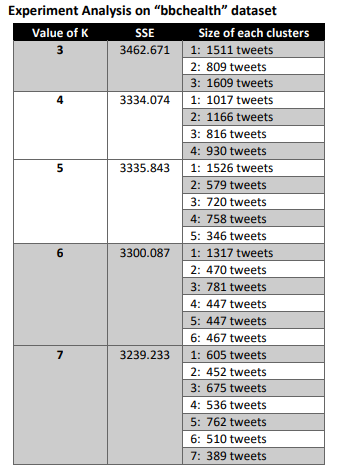 Experiment Analysis on “bbchealth” dataset
Value of K SSE Size of each clusters
3 3462.671 1: 1511 tweets
2: 809 tweets
3: 1609 tweets
4 3334.074 1: 1017 tweets
2: 1166 tweets
3: 816 tweets
4: 930 tweets
5 3335.843 1: 1526 tweets
2: 579 tweets
3: 720 tweets
4: 758 tweets
5: 346 tweets
6 3300.087 1: 1317 tweets
2: 470 tweets
3: 781 tweets
4: 447 tweets
5: 447 tweets
6: 467 tweets
7 3239.233 1: 605 tweets
2: 452 tweets
3: 675 tweets
4: 536 tweets
5: 762 tweets
6: 510 tweets
7: 389 tweets